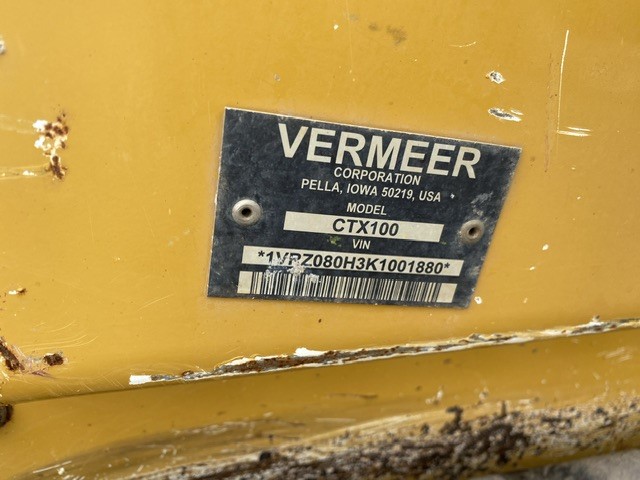 VERMEER
CORPORATION
PELLA, IOWA 50219, USA
MODEL
CTX100
VIN
*1VRZ080H3K1001880*